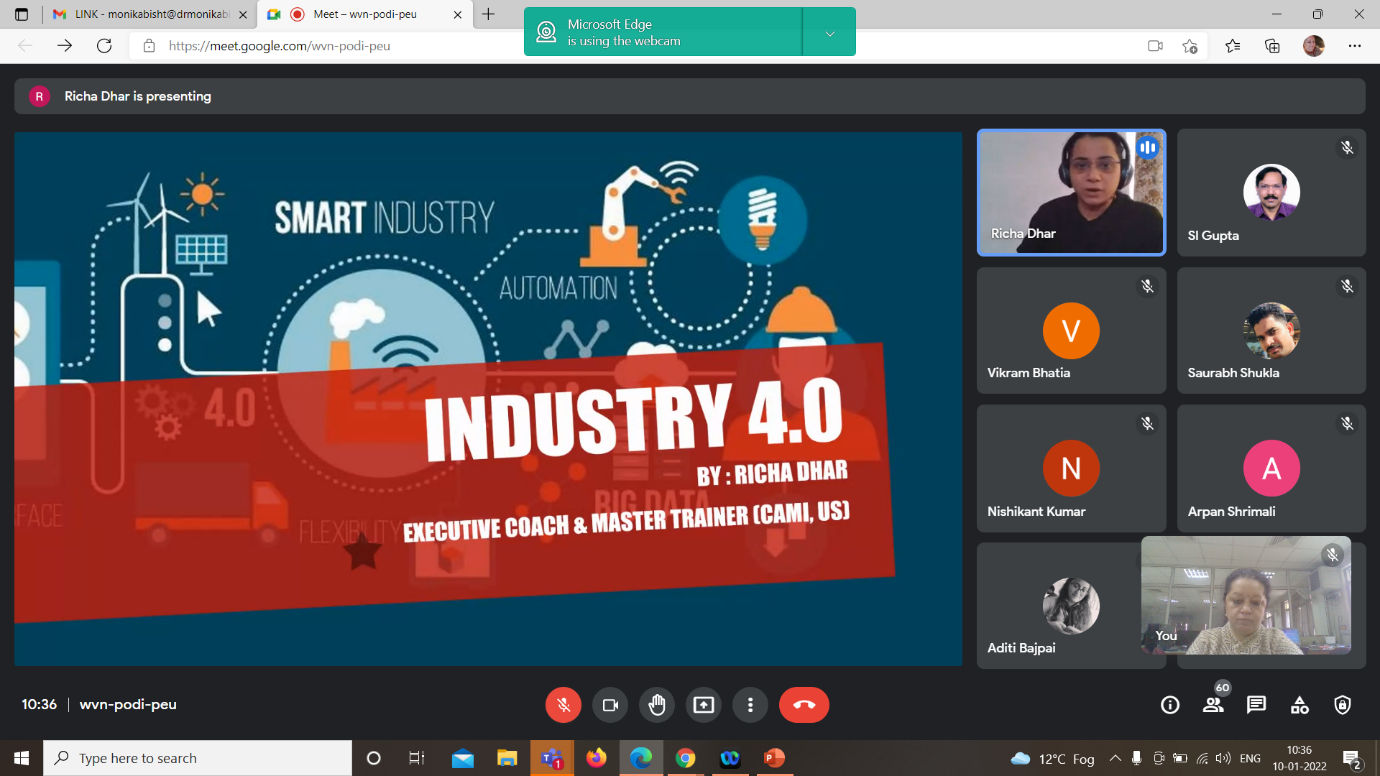 LINK - monikabisht@drmonikabi
Meet – wvn-podi-peu
Microsoft Edge
is using the webcam
https://meet.google.com/wvn-podi-peu
R
Richa Dhar is presenting
SMART INDUSTRY
AUTOMATION
4.0
INDUSTRY 4.0
BY : RICHA DHAR
BIG DATA
FACE
FLEXIBILITY
EXECUTIVE COACH & MASTER TRAINER (CAMI, US)
Richa Dhar
SI Gupta
V
Vikram Bhatia
Saurabh Shukla
N
Nishikant Kumar
A
Arpan Shrimali
Aditi Bajpai
You
10:36 | wvn-podi-peu
60
Type here to search
1
12°C Fog
ENG
10:36
10-01-2022
2